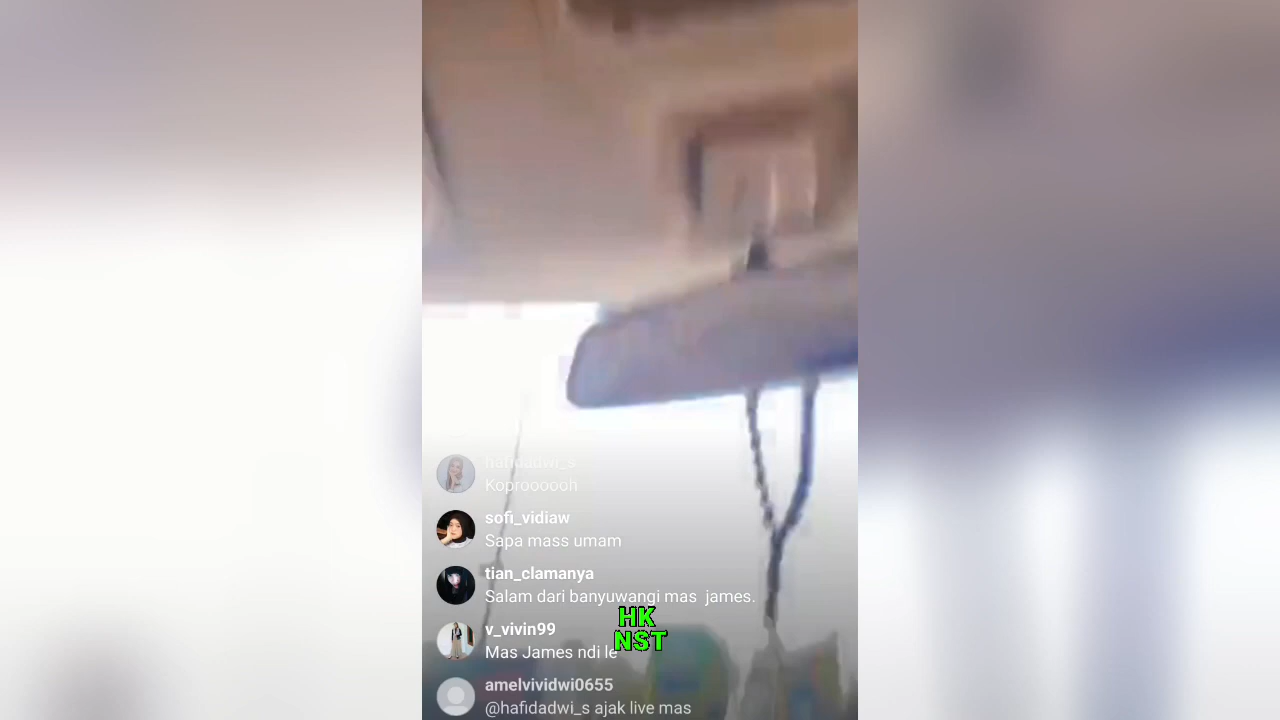 hafidadwi_s
Koproooooh
sofi_vidiaw
Sapa mass umam
tian_clamanya
Salam dari banyuwangi mas james.
HK
NST
v_vivin99
Mas James ndi le
amelvividwi0655
@hafidadwi_s ajak live mas